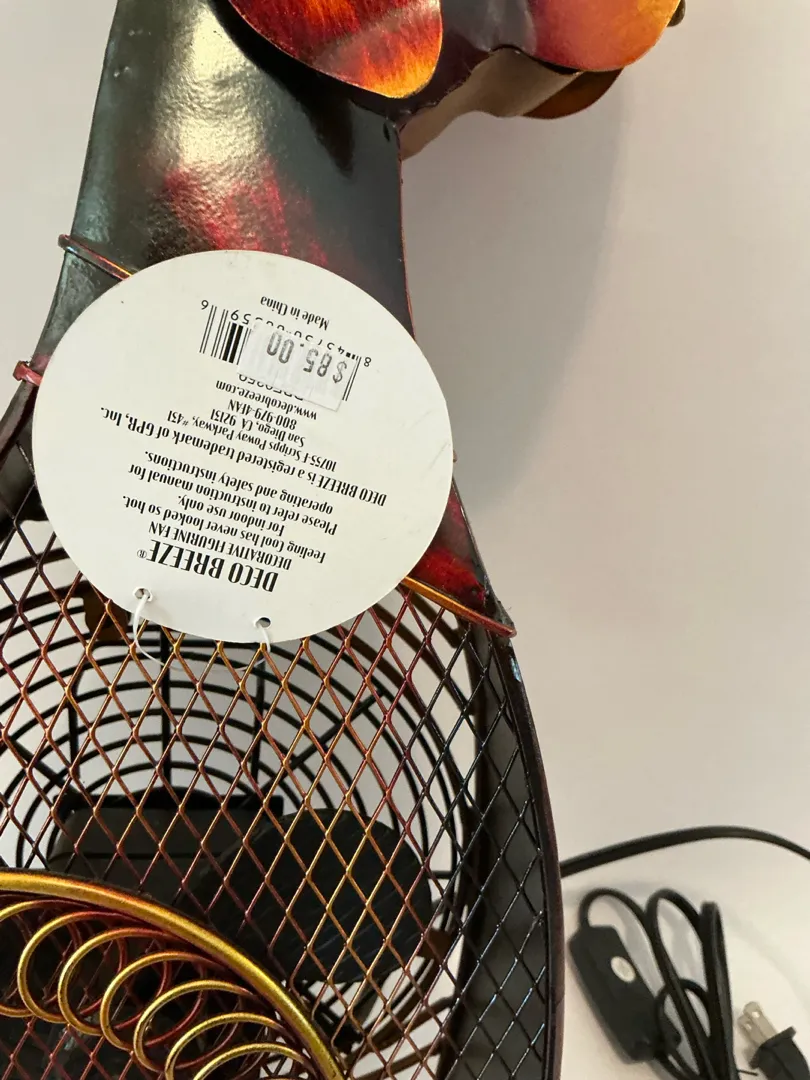 DECO BREEZE®
DECORATIVE FIGURINE FAN
Feeling Cool has never looked so hot.
For indoor use only.
Please refer to instruction manual for
operating and safety instructions.
DECO BREEZE is a registered trademark of GPR, Inc.
10755-F Scripps Poway Parkway, #451
San Diego, CA 92151
800-979-4FAN
www.decobreeze.com
$85.00
Made in China